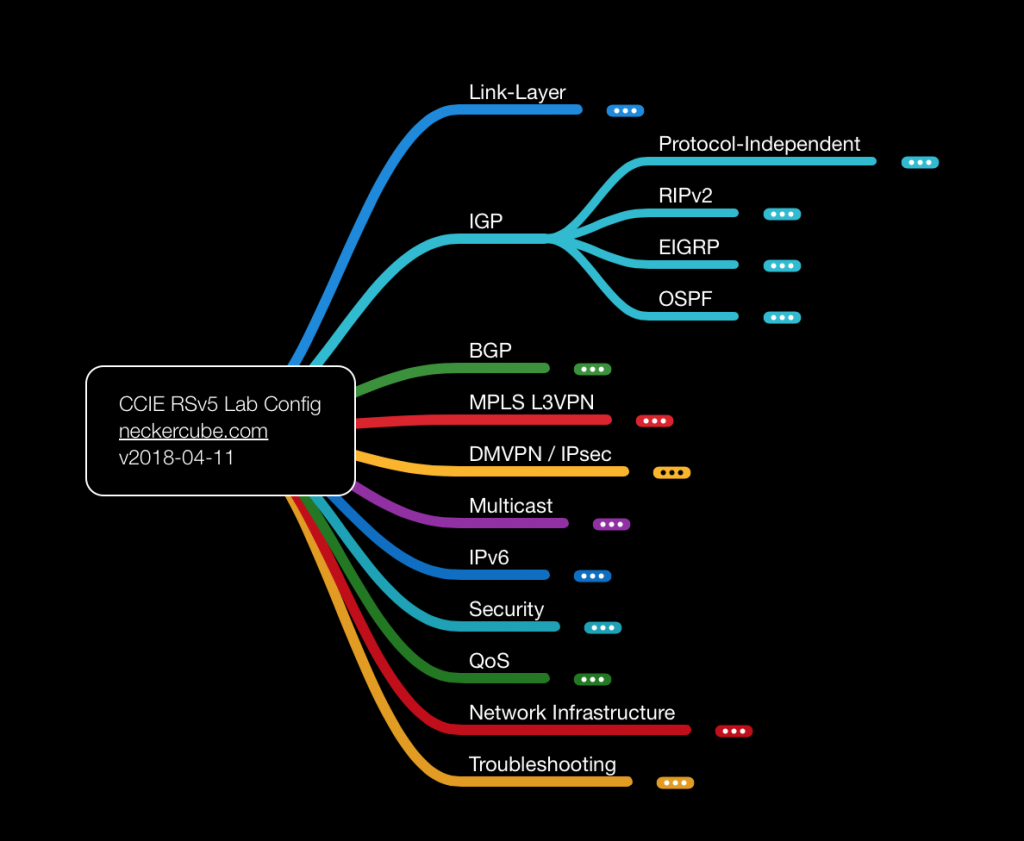 Link-Layer
Protocol-Independent
RIPv2
IGP
EIGRP
OSPF
BGP
CCIE RSv5 Lab Config
neckercube.com
v2018-04-11
MPLS L3VPN
DMVPN / IPsec
Multicast
IPv6
Security
QoS
Network Infrastructure
Troubleshooting